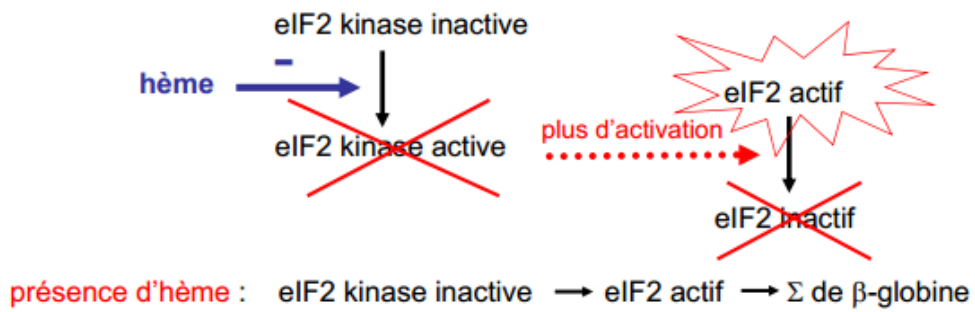 eIF2 kinase inactive
-
hème
eIF2 actif
plus d'activation
eIF2 kinase active
eIF2 inactif
présence d'hème : eIF2 kinase inactive → eIF2 actif → Σ de β-globine